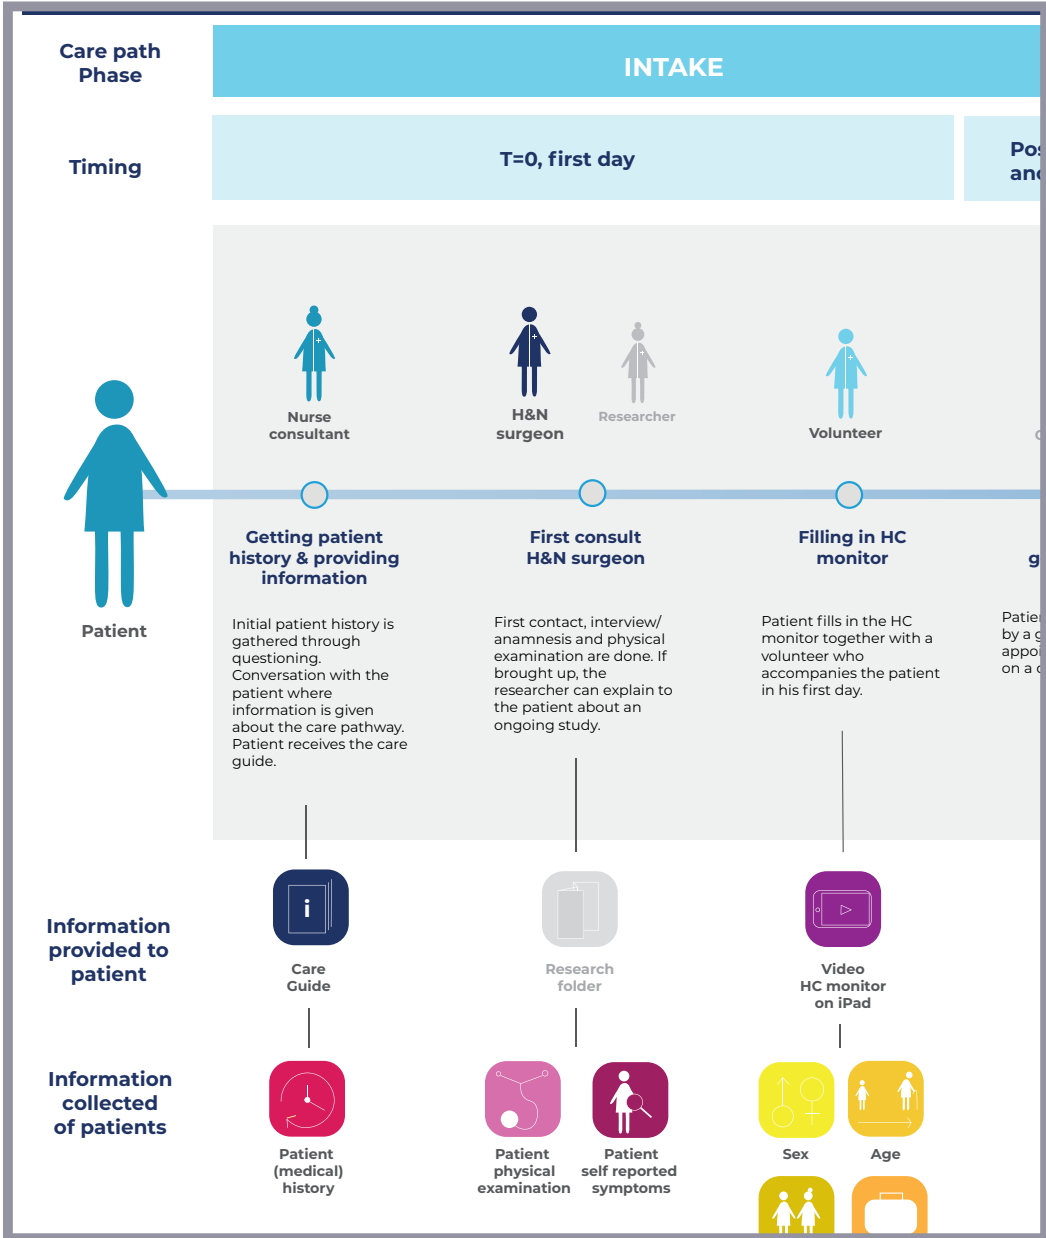 Care path
Phase
INTAKE
Timing
T=0, first day
Nurse
consultant
H&N
surgeon
Researcher
Volunteer
Patient
Getting patient
history & providing
information
First consult
H&N surgeon
Filling in HC
monitor
Initial patient history is
gathered through
questioning.
Conversation with the
patient where
information is given
about the care pathway.
Patient receives the care
guide.
First contact, interview/
anamnesis and physical
examination are done. If
brought up, the
researcher can explain to
the patient about an
ongoing study.
Patient fills in the HC
monitor together with a
volunteer who
accompanies the patient
in his first day.
by a
on a
Information
provided to
patient
i
Care
Guide
Research
folder
Video
HC monitor
on iPad
Information
collected
of patients
Patient
(medical)
history
Patient
physical
examination
Patient
self reported
symptoms
Sex
Age